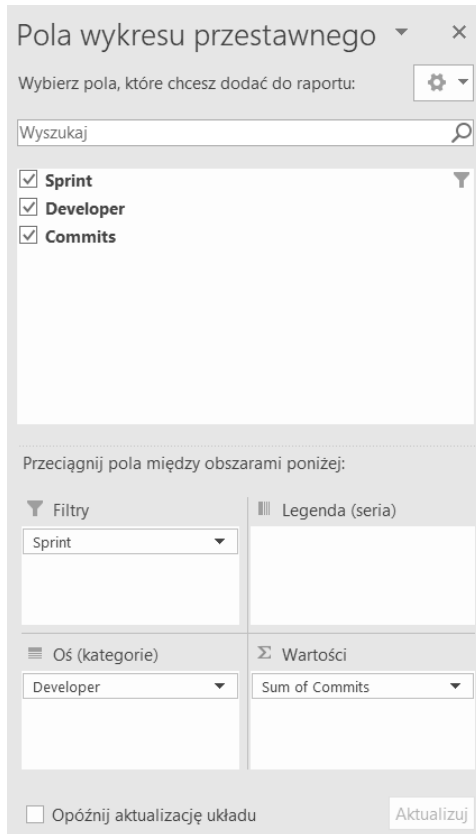 Pola wykresu przestawnego
Wybierz pola, które chcesz dodać do raportu:
Wyszukaj
Sprint
Developer
Commits
Przeciągnij pola między obszarami poniżej:
Filtry
Sprint
Legenda (seria)
Oś (kategorie)
Developer
Σ Wartości
Sum of Commits
Opóźnij aktualizację układu
Aktualizuj